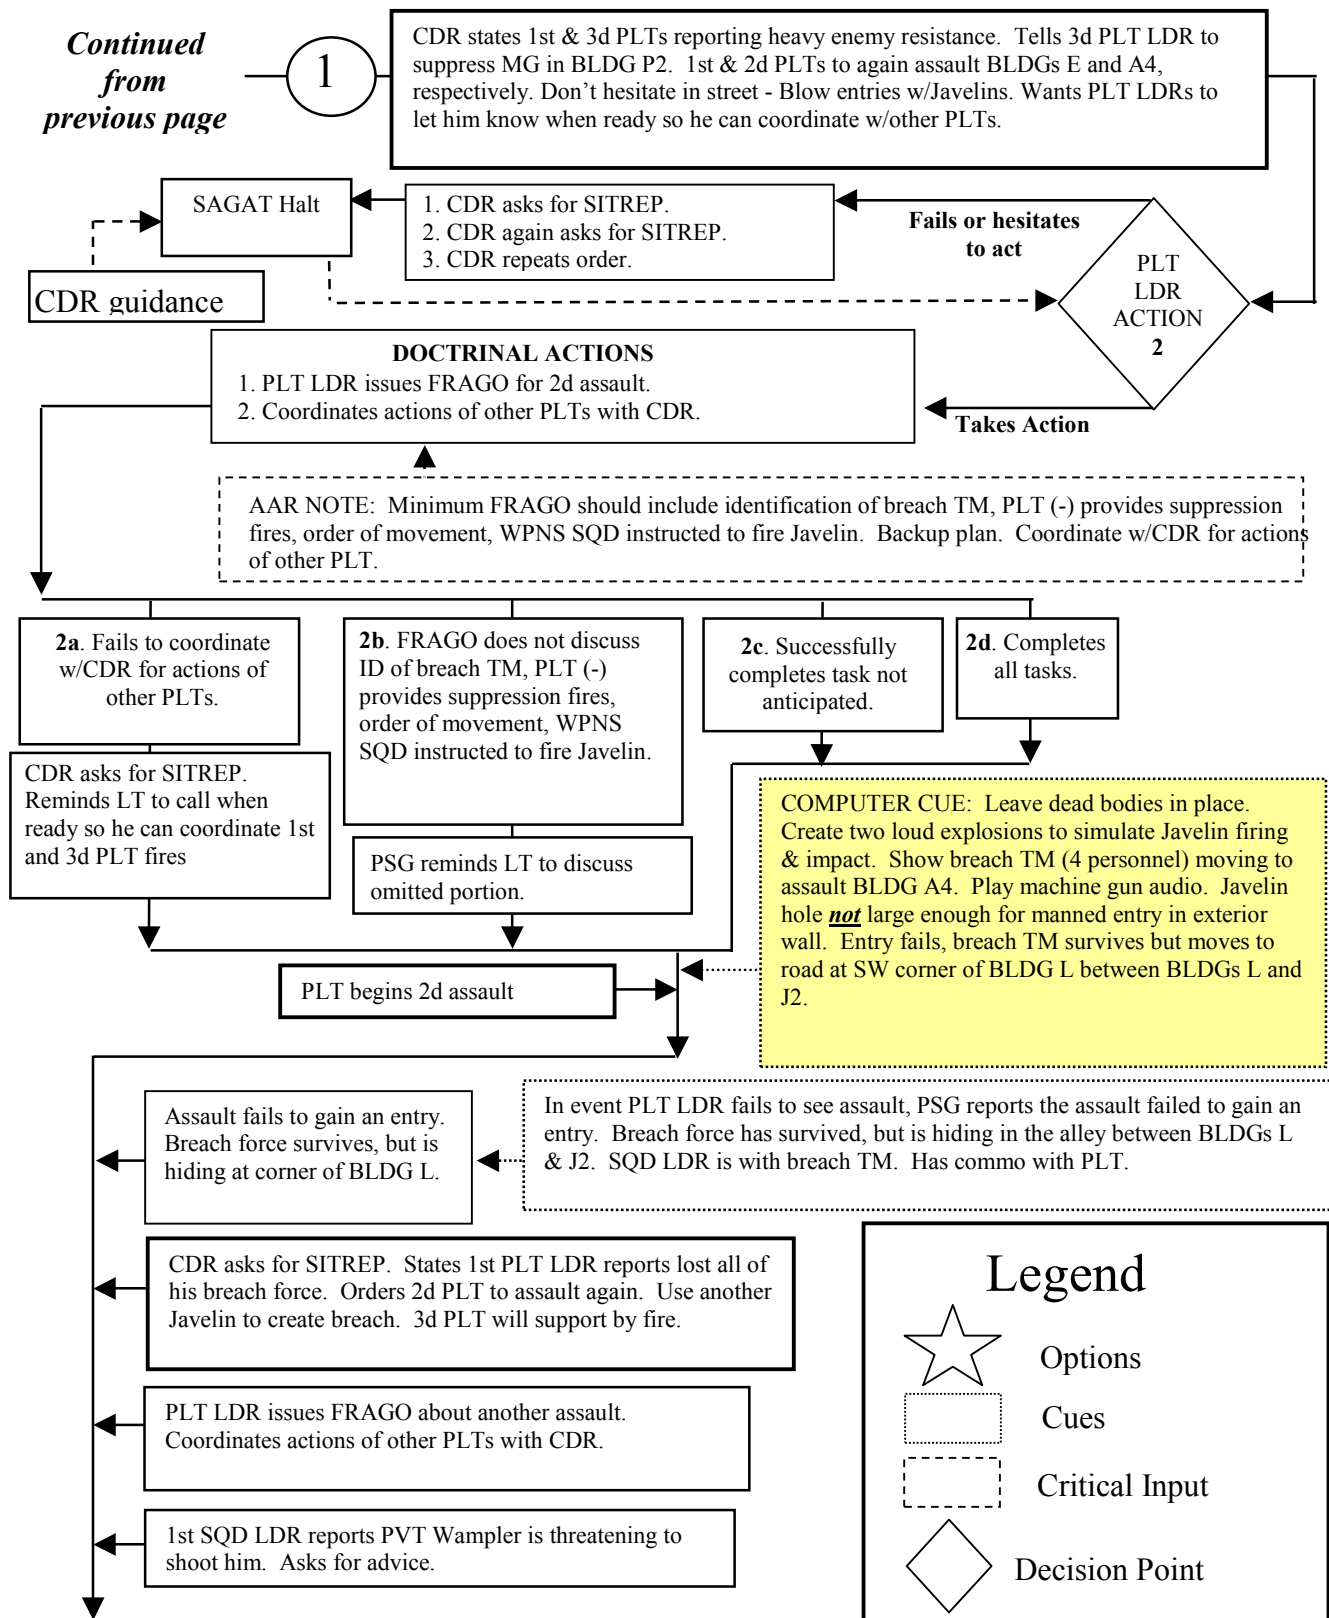 Continued
from
previous page
1
CDR states 1st & 3d PLTs reporting heavy enemy resistance. Tells 3d PLT LDR to
suppress MG in BLDG P2. 1st & 2d PLTs to again assault BLDGs E and A4,
respectively. Don't hesitate in street - Blow entries w/Javelins. Wants PLT LDRs to
let him know when ready so he can coordinate w/other PLTs.
SAGAT Halt
1. CDR asks for SITREP.
2. CDR again asks for SITREP.
3. CDR repeats order.
Fails or hesitates
to act
PLT
LDR
ACTION
2
CDR guidance
DOCTRINAL ACTIONS
1. PLT LDR issues FRAGO for 2d assault.
2. Coordinates actions of other PLTs with CDR.
Takes Action
AAR NOTE: Minimum FRAGO should include identification of breach TM, PLT (-) provides suppression
fires, order of movement, WPNS SQD instructed to fire Javelin. Backup plan. Coordinate w/CDR for actions
of other PLT.
2a. Fails to coordinate
w/CDR for actions of
other PLTs.
2b. FRAGO does not discuss
ID of breach TM, PLT (-)
provides suppression fires,
order of movement, WPNS
SQD instructed to fire Javelin.
2c. Successfully
completes task not
anticipated.
2d. Completes
all tasks.
CDR asks for SITREP.
Reminds LT to call when
ready so he can coordinate 1st
and 3d PLT fires
PSG reminds LT to discuss
omitted portion.
COMPUTER CUE: Leave dead bodies in place.
Create two loud explosions to simulate Javelin firing
& impact. Show breach TM (4 personnel) moving to
assault BLDG A4. Play machine gun audio. Javelin
hole not large enough for manned entry in exterior
wall. Entry fails, breach TM survives but moves to
road at SW corner of BLDG L between BLDGs L and
J2.
PLT begins 2d assault
Assault fails to gain an entry.
Breach force survives, but is
hiding at corner of BLDG L.
In event PLT LDR fails to see assault, PSG reports the assault failed to gain an
entry. Breach force has survived, but is hiding in the alley between BLDGs L
& J2. SQD LDR is with breach TM. Has commo with PLT.
CDR asks for SITREP. States 1st PLT LDR reports lost all of
his breach force. Orders 2d PLT to assault again. Use another
Javelin to create breach. 3d PLT will support by fire.
PLT LDR issues FRAGO about another assault.
Coordinates actions of other PLTs with CDR.
1st SQD LDR reports PVT Wampler is threatening to
shoot him. Asks for advice.
Legend
Options
Cues
Critical Input
Decision Point